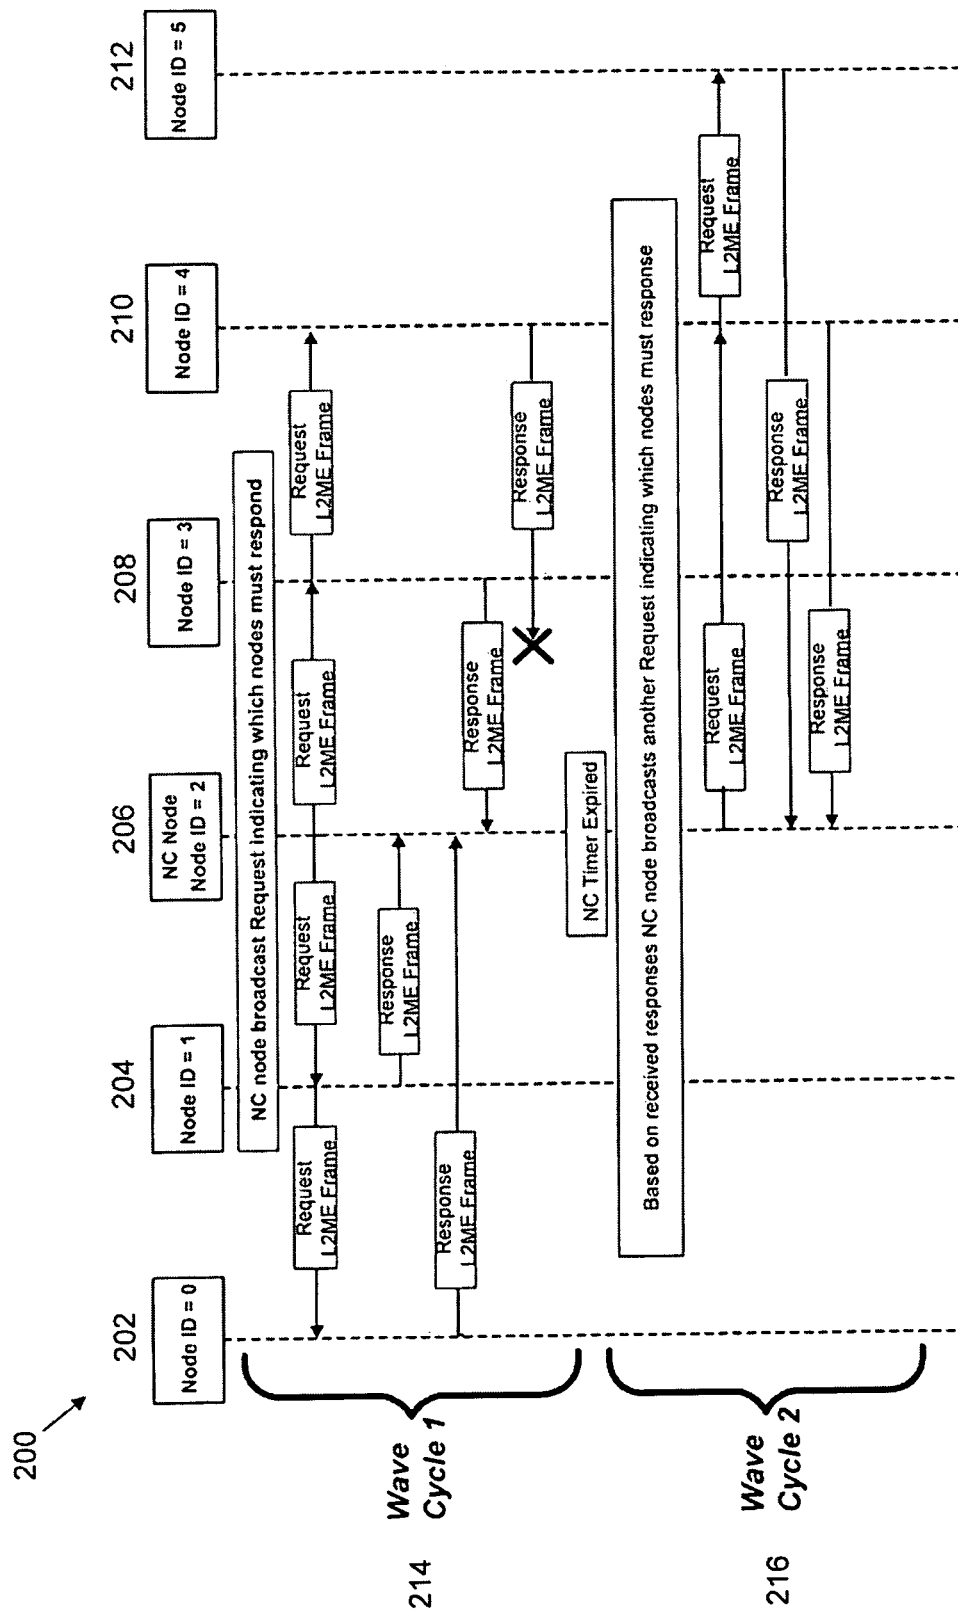 200
202
204
206
208
210
212
Node ID = 0
Node ID = 1
NC Node
Node ID = 2
Node ID = 3
Node ID = 4
Node ID = 5
214
Wave
Cycle 1
NC node broadcast Request indicating which nodes must respond
Request
L2ME Frame
Request
L2ME Frame
Request
L2ME Frame
Request
L2ME Frame
Response
L2ME Frame
Response
L2ME Frame
Response
L2ME Frame
Response
L2ME Frame
NC Timer Expired
216
Wave
Cycle 2
Based on received responses NC node broadcasts another Request indicating which nodes must response
Request
L2ME Frame
Request
L2ME Frame
Response
L2ME Frame
Response
L2ME Frame